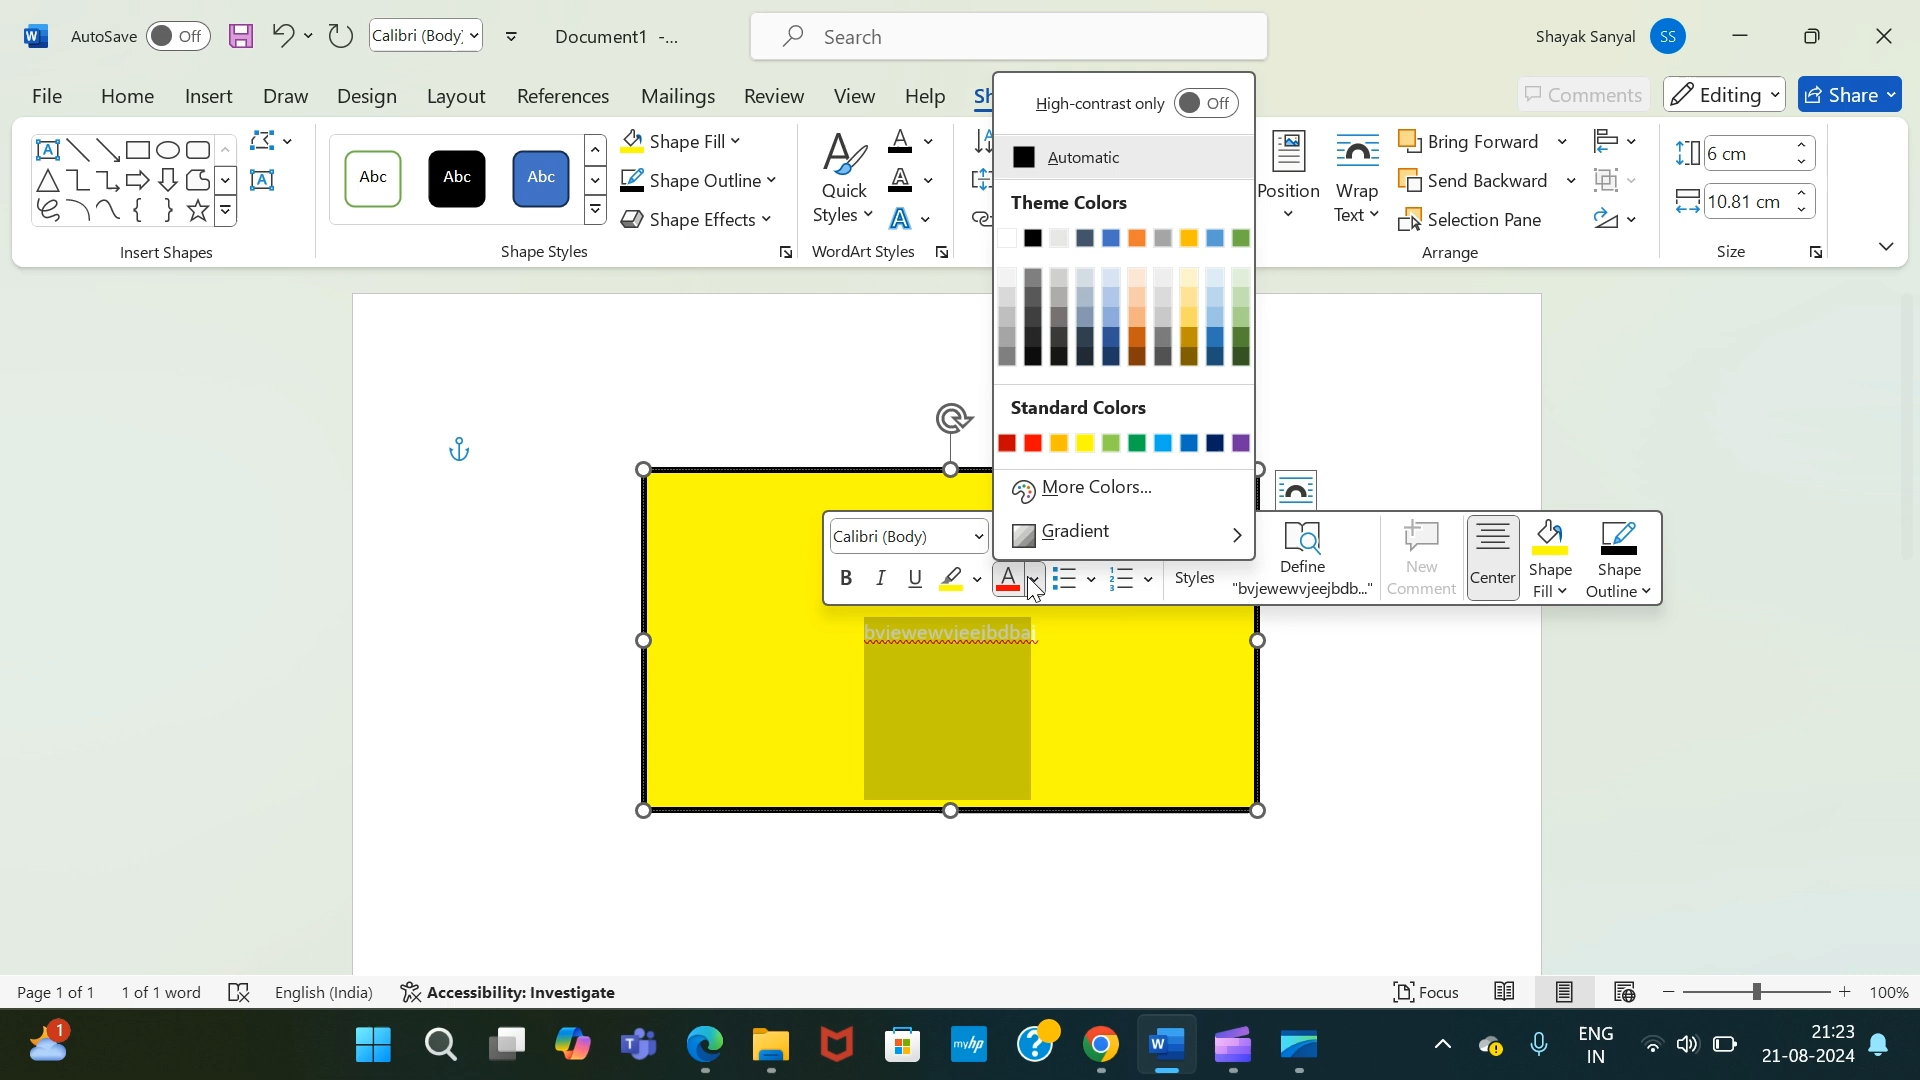 AutoSave Off Calibri (Body) Document1 -... Search Shayak Sanyal SS
File Home Insert Draw Design Layout References Mailings Review View Help Sh Comments Editing Share
High-contrast only Off
Automatic
Theme Colors
Standard Colors
More Colors...
Gradient
Abc Abc Abc
Shape Fill
Shape Outline
Shape Effects
Quick
Styles
Position
Wrap
Text
Bring Forward
Send Backward
Selection Pane
6 cm
10.81 cm
Insert Shapes Shape Styles WordArt Styles Arrange Size
Calibri (Body)
B I U A
Styles
Define
"bvjewewvjeejbdb..."
New
Comment
Center
Shape
Fill
Shape
Outline
bvjewewvjeejbdbaj
Page 1 of 1 1 of 1 word English (India) Accessibility: Investigate Focus 100%
1
ENG
IN
21:23
21-08-2024